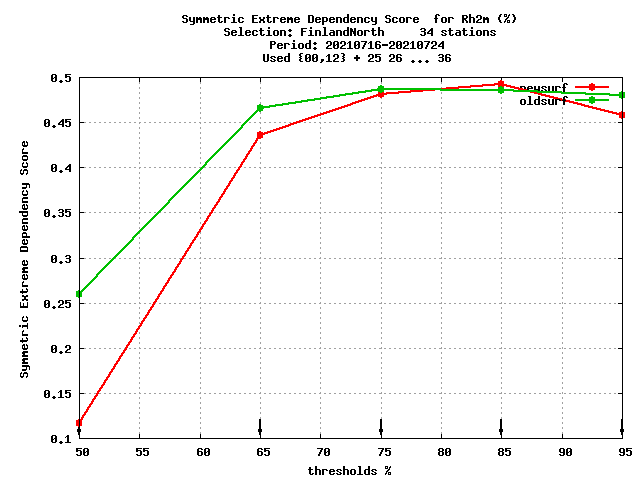 Symmetric Extreme Dependency Score  for Rh2m (%)
Selection: FinlandNorth     34 stations
Period: 20210716-20210724
Used {00,12} + 25 26 ... 36
0.5
0.45
0.4
0.35
0.3
0.25
0.2
0.15
0.1
Symmetric Extreme Dependency Score
newsurf
oldsurf
50 55 60 65 70 75 80 85 90 95
thresholds %